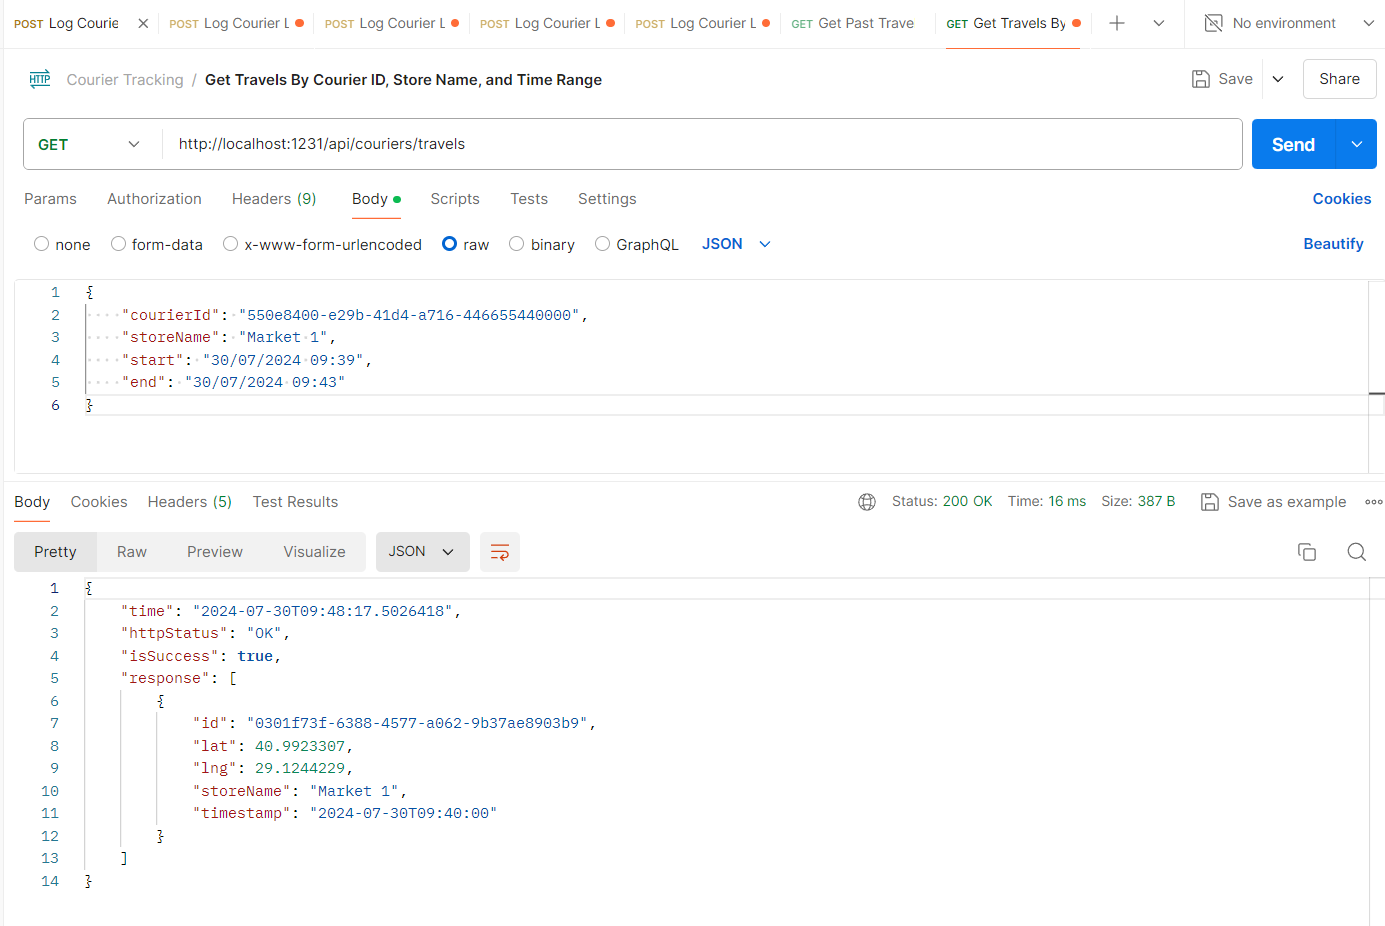 POST Log Courie POST Log Courier L POST Log Courier L POST Log Courier L POST Log Courier L GET Get Past Trave GET Get Travels By No environment
HTTP Courier Tracking / Get Travels By Courier ID, Store Name, and Time Range Save Share
GET http://localhost:1231/api/couriers/travels Send
Params Authorization Headers (9) Body Scripts Tests Settings Cookies
none form-data x-www-form-urlencoded raw binary GraphQL JSON Beautify
1 {
2 "courierId": "550e8400-e29b-41d4-a716-446655440000",
3 "storeName": "Market 1",
4 "start": "30/07/2024 09:39",
5 "end": "30/07/2024 09:43"
6 }
Body Cookies Headers (5) Test Results Status: 200 OK Time: 16 ms Size: 387 B Save as example
Pretty Raw Preview Visualize JSON
1 {
2 "time": "2024-07-30T09:48:17.5026418",
3 "httpStatus": "OK",
4 "isSuccess": true,
5 "response": [
6 {
7 "id": "0301f73f-6388-4577-a062-9b37ae8903b9",
8 "lat": 40.9923307,
9 "lng": 29.1244229,
10 "storeName": "Market 1",
11 "timestamp": "2024-07-30T09:40:00"
12 }
13 ]
14 }